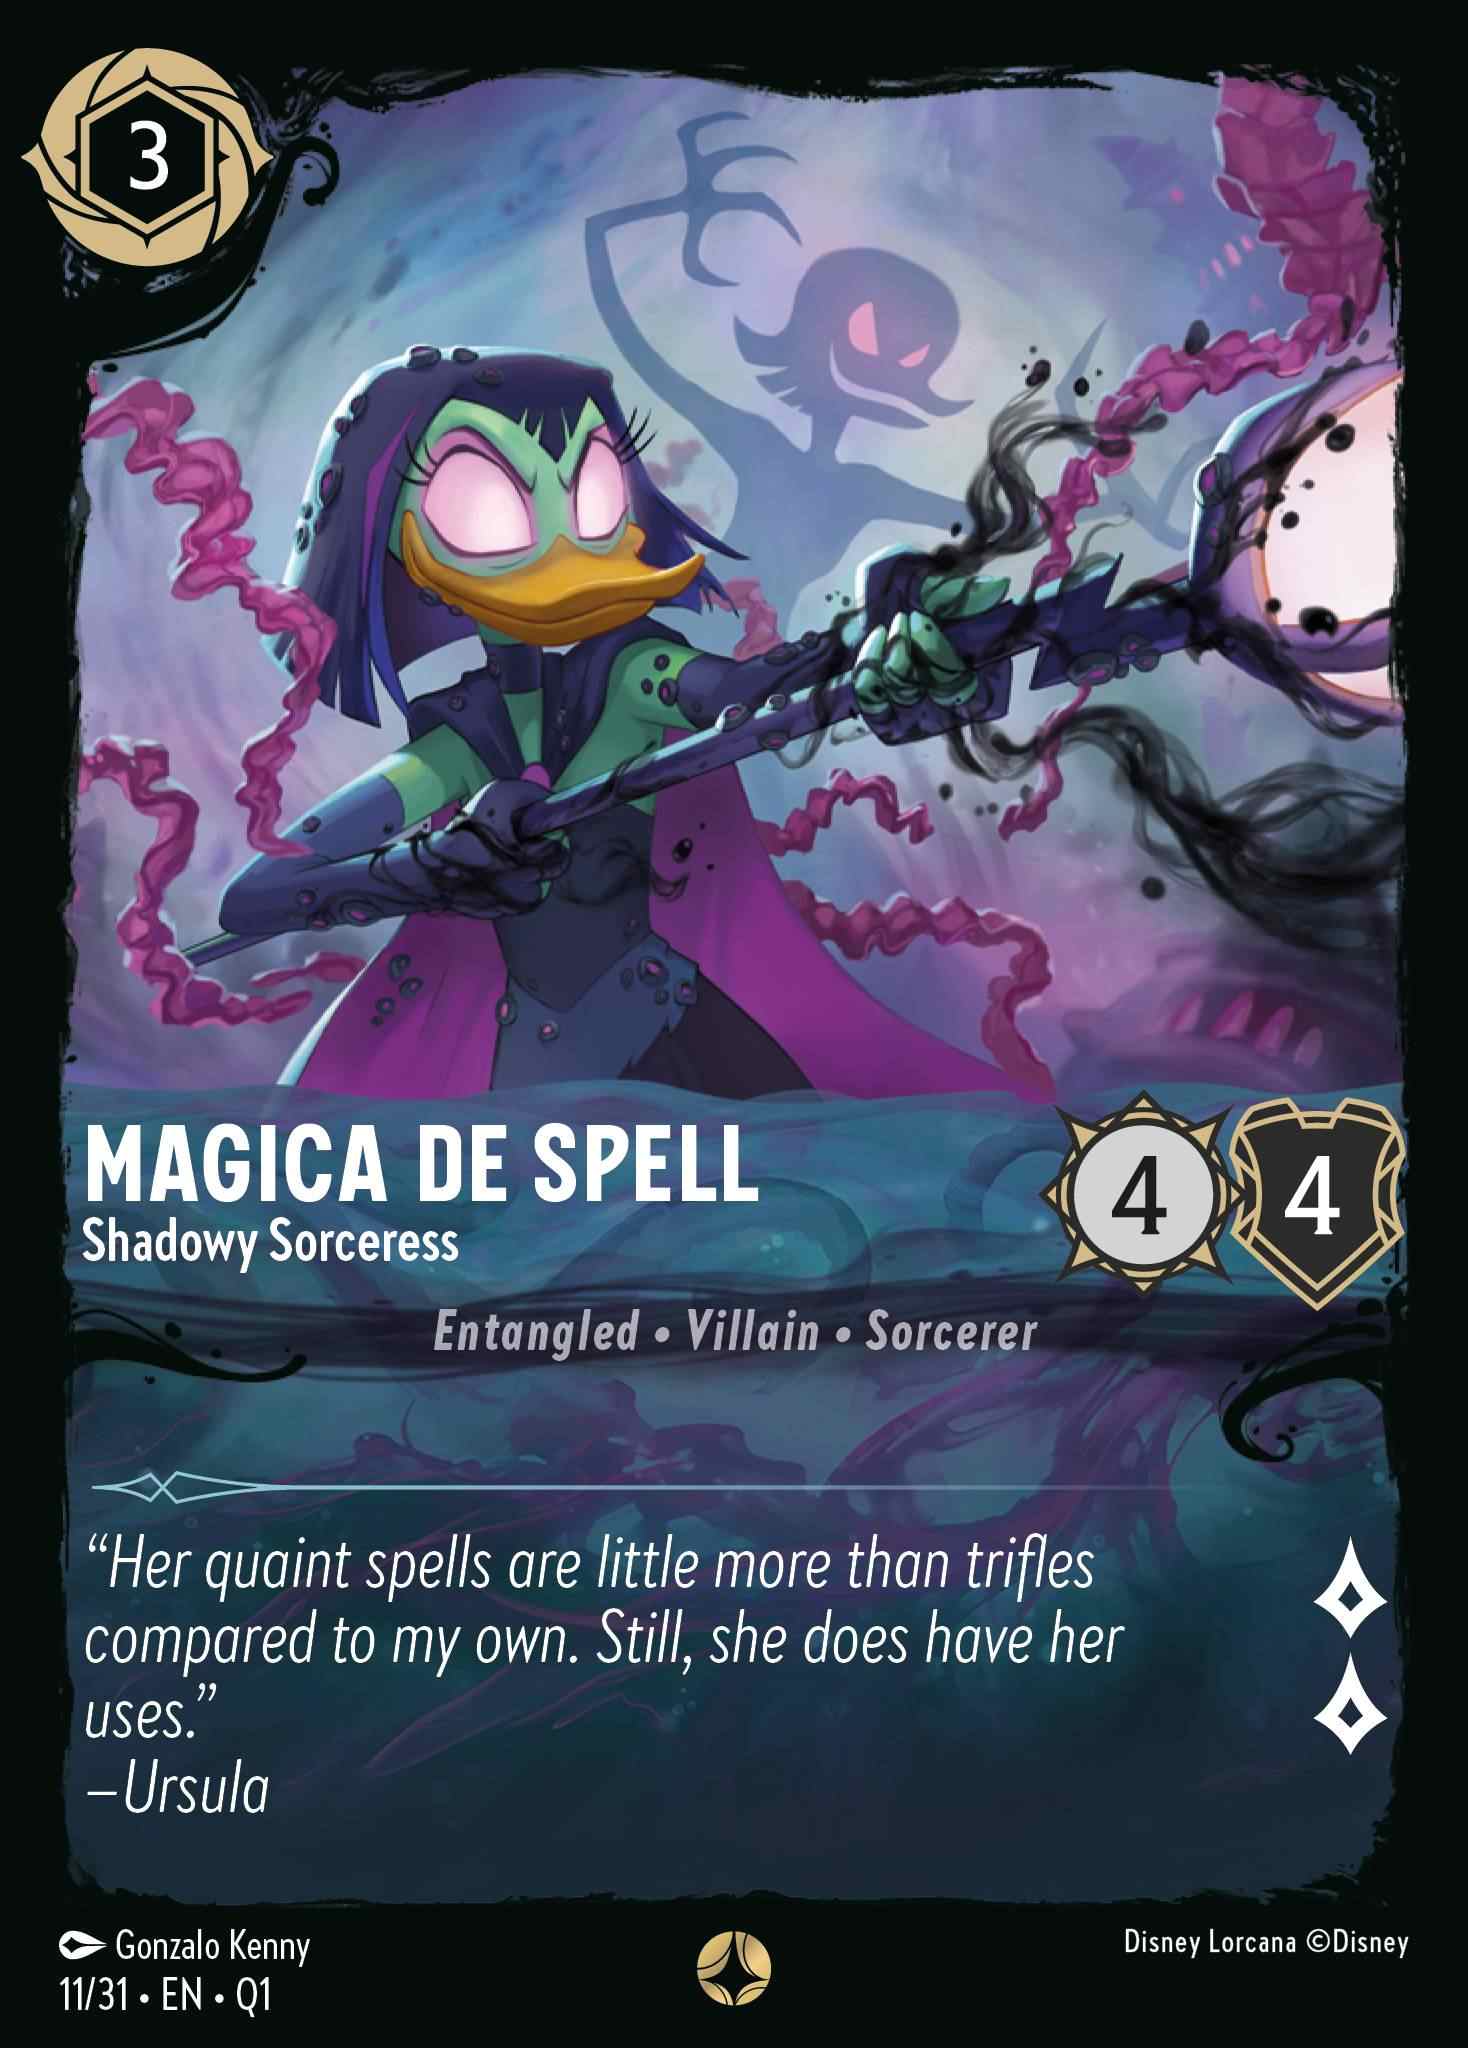 3
MAGICA DE SPELL
Shadowy Sorceress
4
4
Entangled • Villain • Sorcerer
“Her quaint spells are little more than trifles
compared to my own. Still, she does have her
uses.”
–Ursula
Gonzalo Kenny
Disney Lorcana ©Disney
11/31 • EN • Q1